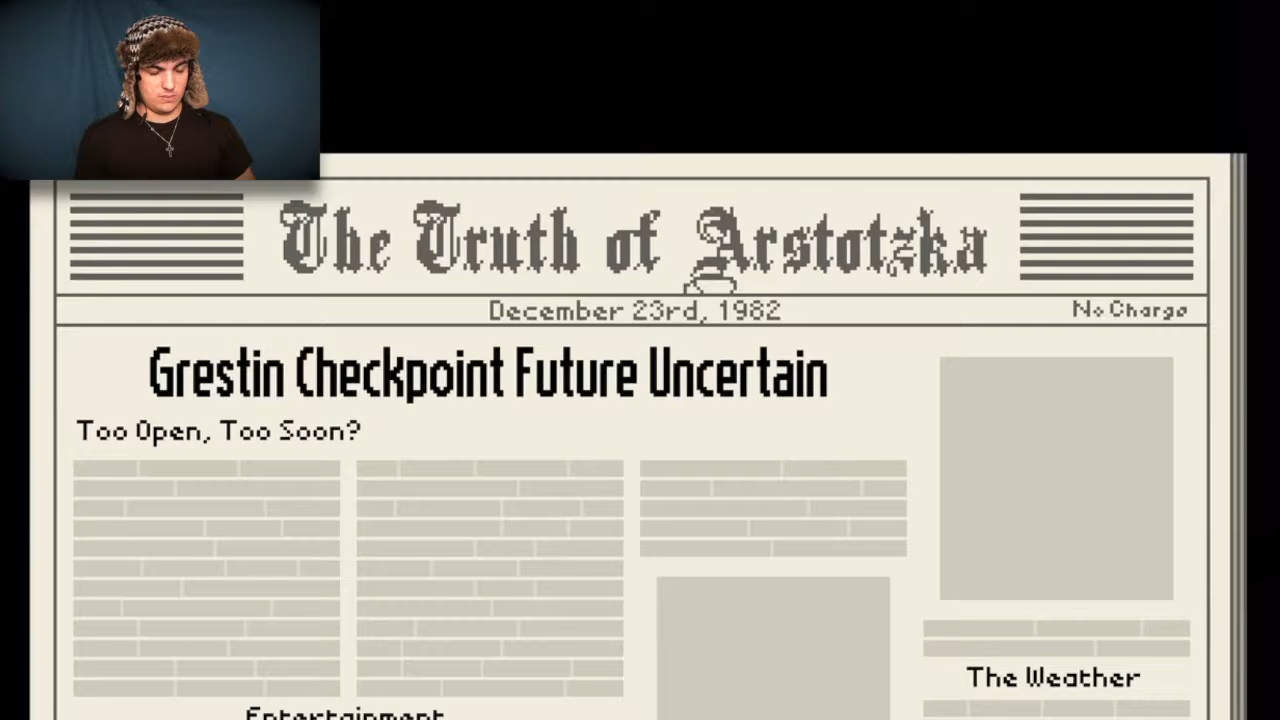 The Truth of Arstotzka
December 23rd, 1982
No Charge
Grestin Checkpoint Future Uncertain
Too Open, Too Soon?
The Weather
Entertainment